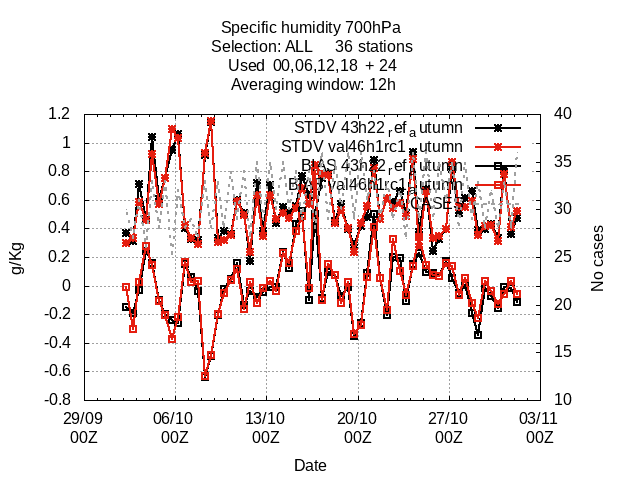 Specific humidity 700hPa
Selection: ALL 36 stations
Used 00,06,12,18 + 24
Averaging window: 12h
STDV 43h22_ref_autumn
STDV val46h1rc1_autumn
BIAS 43h22_ref_autumn
BIAS val46h1rc1_autumn
CASES
1.2
1
0.8
0.6
0.4
0.2
0
-0.2
-0.4
-0.6
-0.8
g/Kg
40
35
30
25
20
15
10
No cases
29/09 06/10 13/10 20/10 27/10 03/11
00Z 00Z 00Z 00Z 00Z 00Z
Date